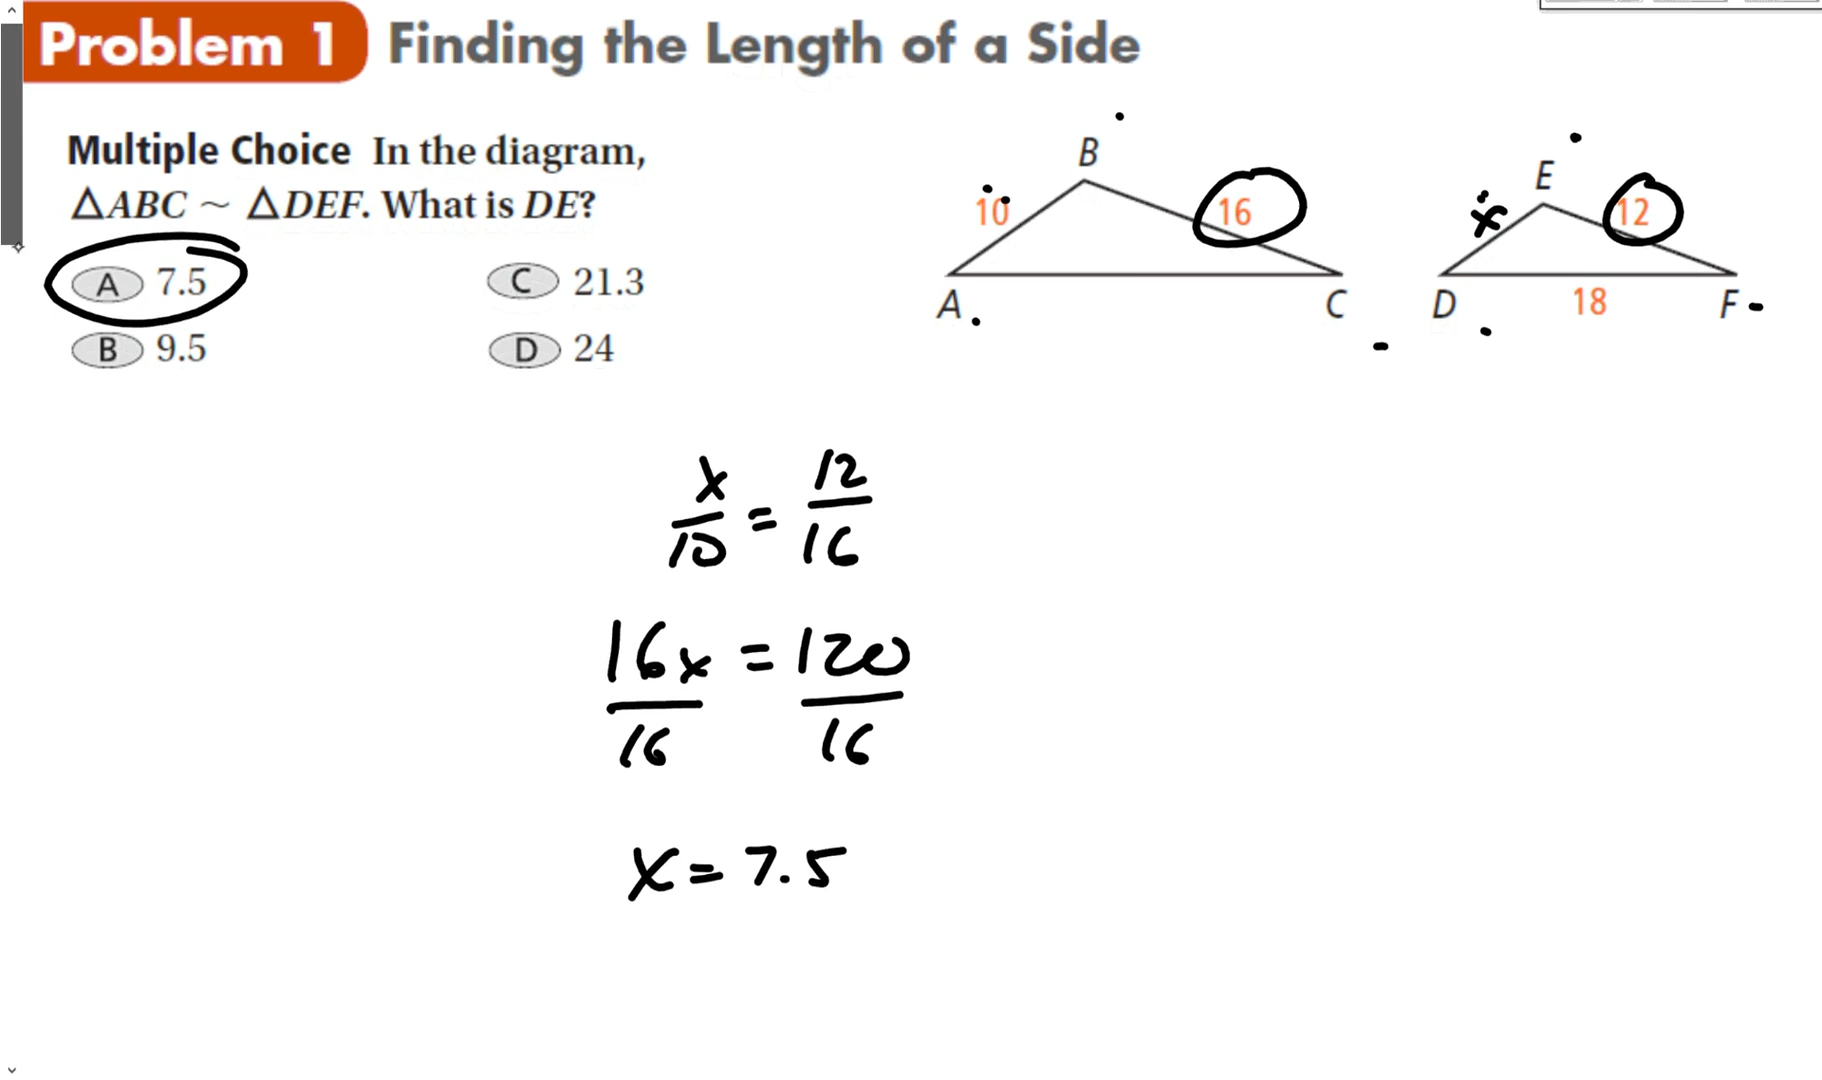 Problem 1 Finding the Length of a Side
Multiple Choice In the diagram,
△ABC ~ △DEF. What is DE?
A 7.5
C 21.3
B 9.5
D 24
B
10
16
A
C
E
x
12
D
18
F
x/10 = 12/16
16x/16 = 120/16
x = 7.5